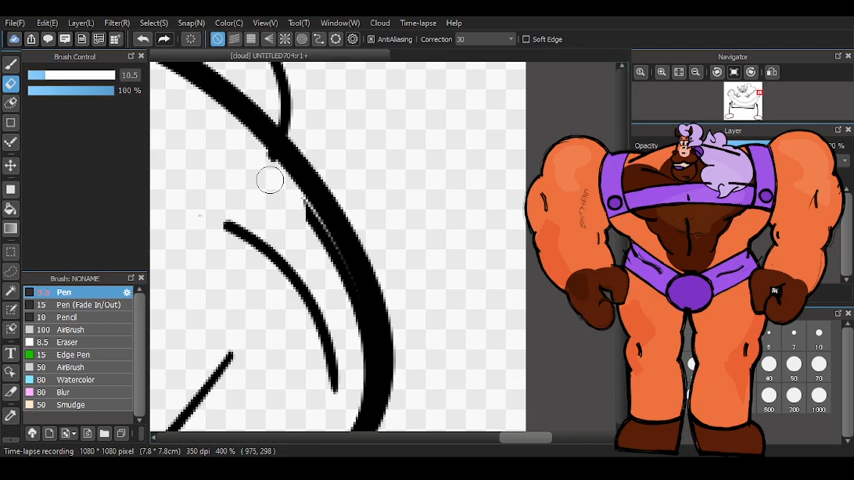 File(F) Edit(E) Layer(L) Filter(R) Select(S) Snap(N) Color(C) View(V) Tool(T) Window(W) Cloud Time-lapse Help
AntiAliasing Correction 30 Soft Edge
Brush Control
[cloud] UNTITLED704
Navigator
10.5
100 %
Layer
Opacity
Brush: NONAME
Pen
15 Pen (Fade In/Out)
10 Pencil
100 AirBrush
8.5 Eraser
15 Edge Pen
50 AirBrush
80 Watercolor
80 Blur
50 Smudge
7 10
40 50 70
700 1000
Time-lapse recording 1080 * 1080 pixel (7.8 * 7.8cm) 350 dpi 400 % ( 975, 298 )